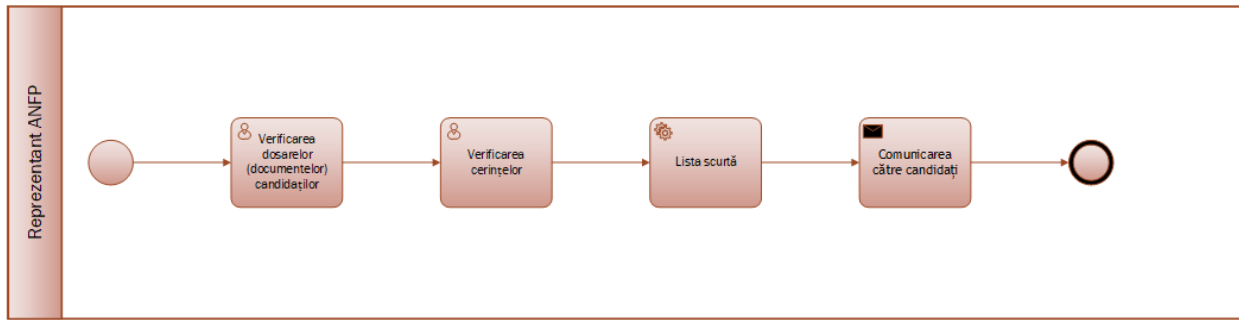 Reprezentant ANFP
Verificarea
dosarelor
(documentelor)
candidaților
Verificarea
cerințelor
Lista scurtă
Comunicarea
către candidați